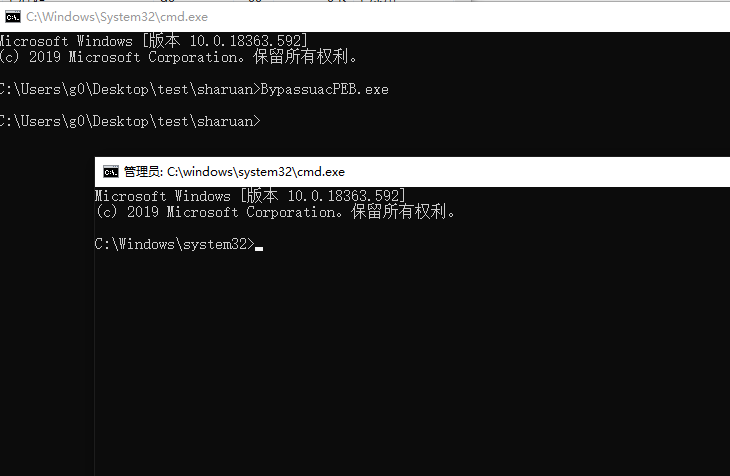 C:\Windows\System32\cmd.exe
Microsoft Windows [版本 10.0.18363.592]
(c) 2019 Microsoft Corporation。保留所有权利。
C:\Users\g0\Desktop\test\sharuan>BypassuacPEB.exe
C:\Users\g0\Desktop\test\sharuan>
管理员: C:\windows\system32\cmd.exe
Microsoft Windows [版本 10.0.18363.592]
(c) 2019 Microsoft Corporation。保留所有权利。
C:\Windows\system32>